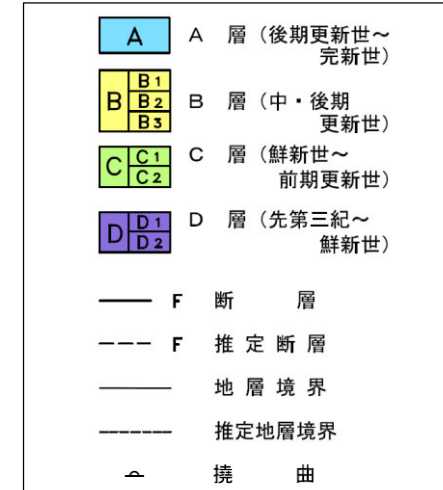 A A 層(後期更新世~
完新世)
B B1 B2 B3 B 層(中・後期
更新世)
C C1 C2 C 層(鮮新世~
前期更新世)
D D1 D2 D 層(先第三紀~
鮮新世)
F 断層
F 推定断層
地層境界
推定地層境界
撓曲